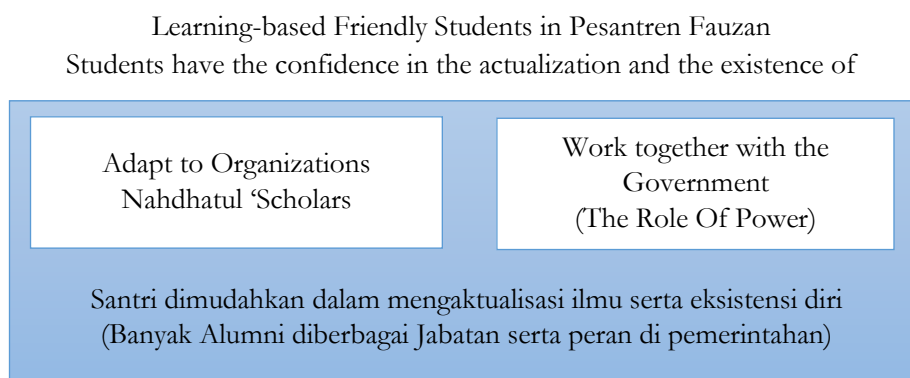 Learning-based Friendly Students in Pesantren Fauzan
Students have the confidence in the actualization and the existence of
Adapt to Organizations
Nahdhatul ‘Scholars
Work together with the
Government
(The Role Of Power)
Santri dimudahkan dalam mengaktualisasi ilmu serta eksistensi diri
(Banyak Alumni diberbagai Jabatan serta peran di pemerintahan)